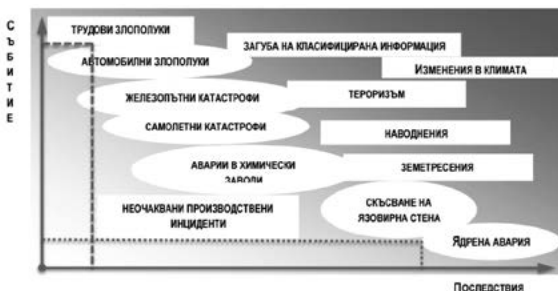 СЪБИТИЕ
ТРУДОВИ ЗЛОПОЛУКИ
ЗАГУБА НА КЛАСИФИЦИРАНА ИНФОРМАЦИЯ
АВТОМОБИЛНИ ЗЛОПОЛУКИ
ИЗМЕНЕНИЯ В КЛИМАТА
ЖЕЛЕЗОПЪТНИ КАТАСТРОФИ
ТЕРОРИЗЪМ
САМОЛЕТНИ КАТАСТРОФИ
НАВОДНЕНИЯ
АВАРИИ В ХИМИЧЕСКИ
ЗАВОДИ
ЗЕМЕТРЕСЕНИЯ
НЕОЧАКВАНИ ПРОИЗВОДСТВЕНИ
ИНЦИДЕНТИ
СКЪСВАНЕ НА
ЯЗОВИРНА СТЕНА
ЯДРЕНА АВАРИЯ
ПОСЛЕДСТВИЯ